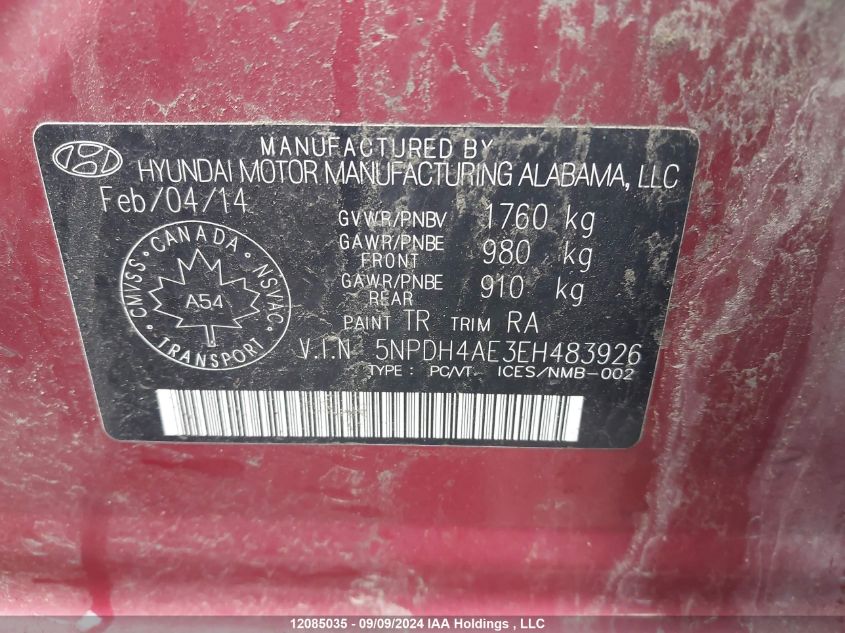 MANUFACTURED BY
HYUNDAI MOTOR MANUFACTURING ALABAMA, LLC
Feb/04/14
GVWR/PNBV 1760 kg
GAWR/PNBE FRONT 980 kg
GAWR/PNBE REAR 910 kg
PAINT TR TRIM RA
V.I.N 5NPDH4AE3EH483926
TYPE : PC/VT. ICES/NMB-002
CANADA
CMVSS NSVAC
A54
TRANSPORT
12085035 - 09/09/2024 IAA Holdings , LLC